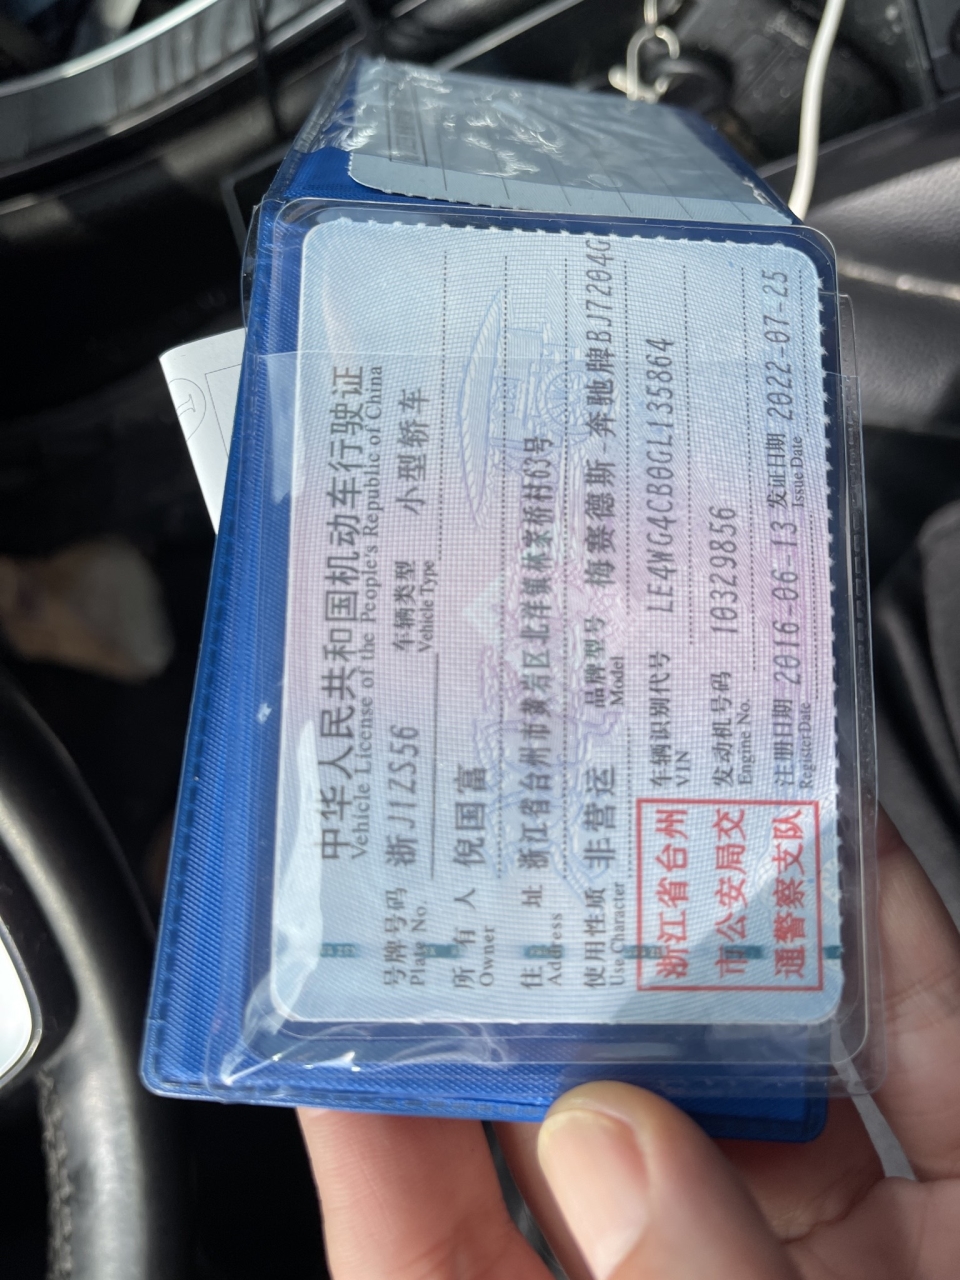 中华人民共和国机动车行驶证
Vehicle License of the People's Republic of China
号牌号码 浙J1ZS56 车辆类型 小型轿车
Plate No. Vehicle Type
所有人 倪国富
Owner
住址 浙江省台州市黄岩区北洋镇林家桥村63号
Address
使用性质 非营运 品牌型号 梅赛德斯-奔驰牌BJ7204G
Use Character Model
浙江省台州
市公安局交
通警察支队
车辆识别代号 LE4WG4CB0GL135864
VIN
发动机号码 10329856
Engine No.
注册日期 2016-06-13 发证日期 2022-07-25
Register Date Issue Date